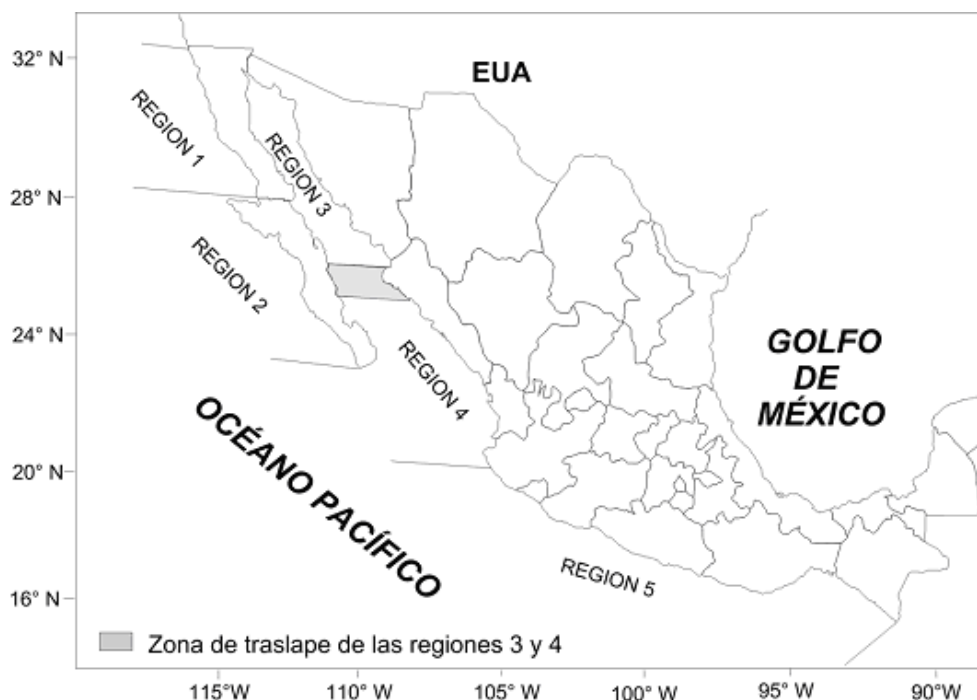 32° N
28° N
24° N
20° N
16° N
EUA
REGION 1
REGION 3
REGION 2
REGION 4
REGION 5
GOLFO
DE
MÉXICO
OCÉANO PACÍFICO
Zona de traslape de las regiones 3 y 4
115° W
110° W
105° W
100° W
95° W
90°W